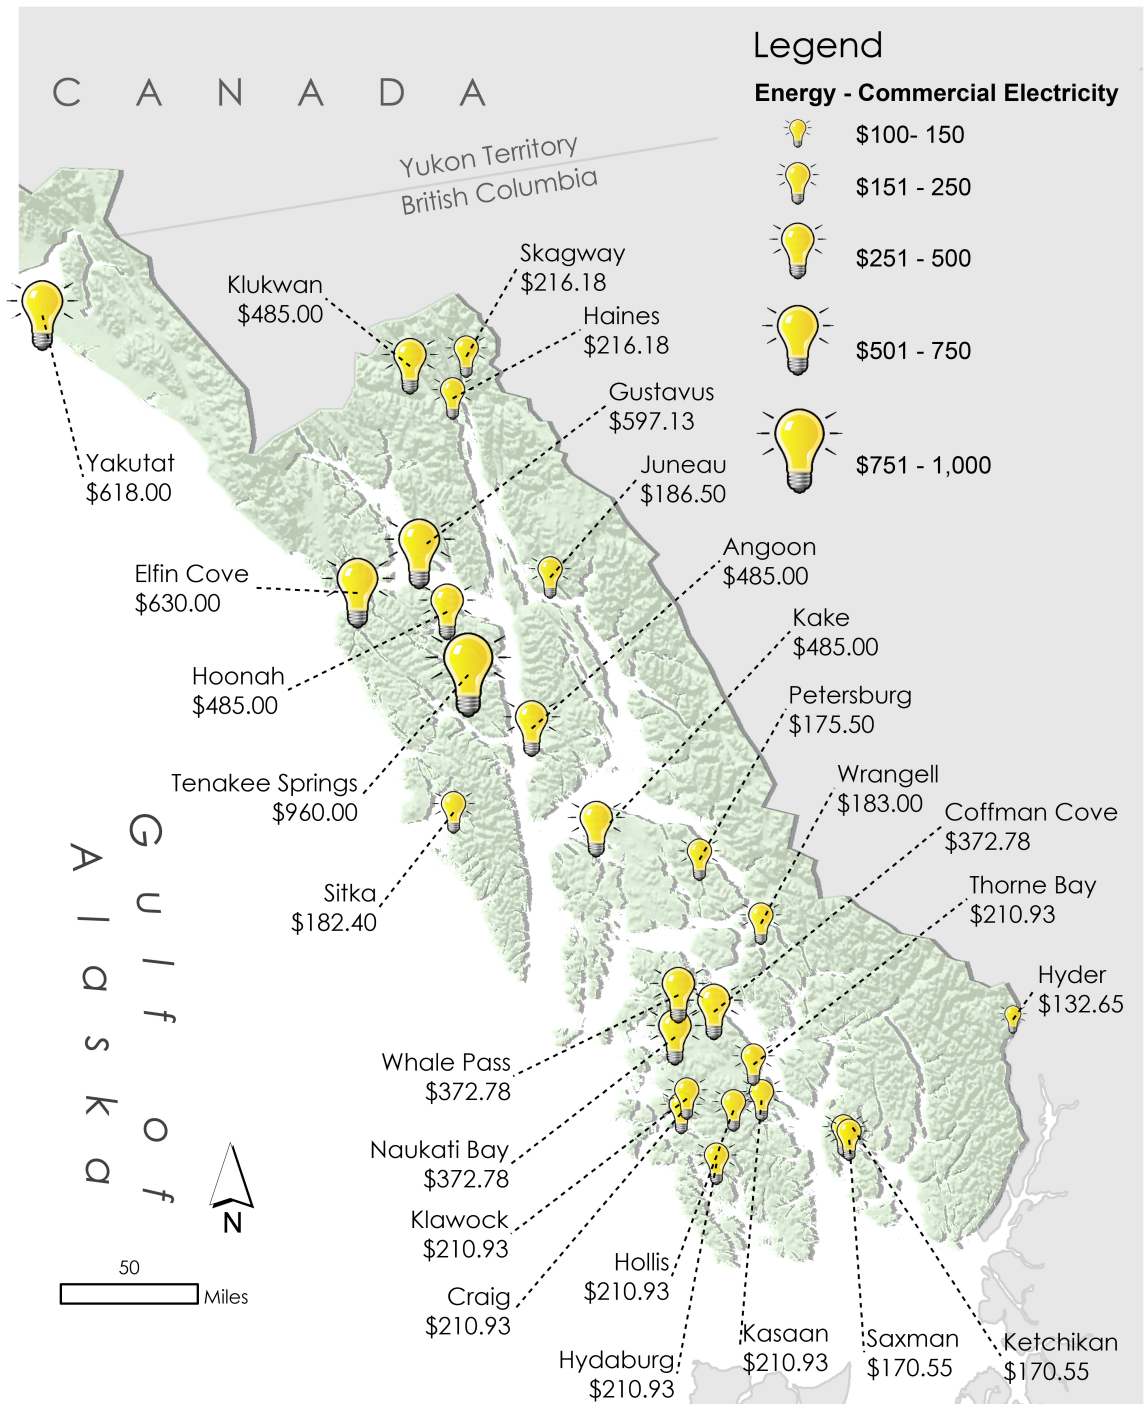 Legend
Energy - Commercial Electricity
$100- 150
$151 - 250
$251 - 500
$501 - 750
$751 - 1,000
CANADA
Yukon Territory
British Columbia
Skagway
$216.18
Klukwan
$485.00
Haines
$216.18
Gustavus
$597.13
Yakutat
$618.00
Juneau
$186.50
Angoon
$485.00
Elfin Cove
$630.00
Kake
$485.00
Hoonah
$485.00
Petersburg
$175.50
Tenakee Springs
$960.00
Wrangell
$183.00
Coffman Cove
$372.78
Sitka
$182.40
Thorne Bay
$210.93
Hyder
$132.65
Gulf of
Alaska
Whale Pass
$372.78
Naukati Bay
$372.78
Klawock
$210.93
Hollis
$210.93
Craig
$210.93
Kasaan
$210.93
Saxman
$170.55
Ketchikan
$170.55
Hydaburg
$210.93
N
50
Miles